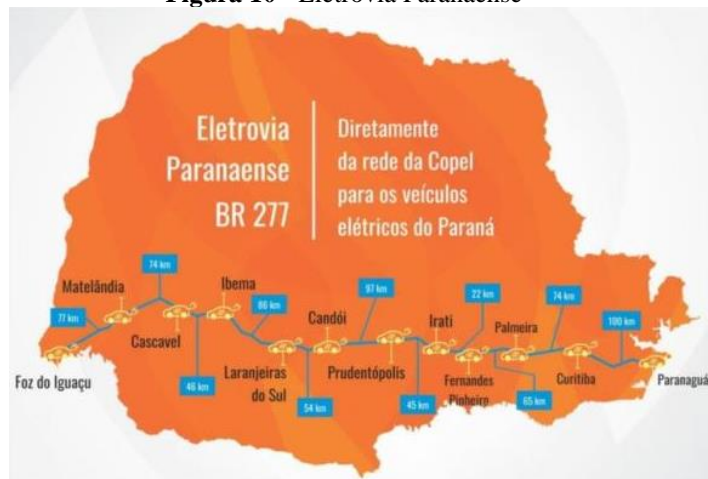 Figura 10 - Eletrovia Paranaense
Eletrovia
Paranaense
BR 277
Diretamente
da rede da Copel
para os veículos
elétricos do Paraná
74 km
Ibema
97 km
22 km
74 km
Matelândia
77 km
86 km
Candói
Irati
Palmeira
100 km
Cascavel
Foz do Iguaçu
Laranjeiras
do Sul
Prudentópolis
Fernandes
Pinheiro
Curitiba
Paranaguá
46 km
54 km
45 km
65 km